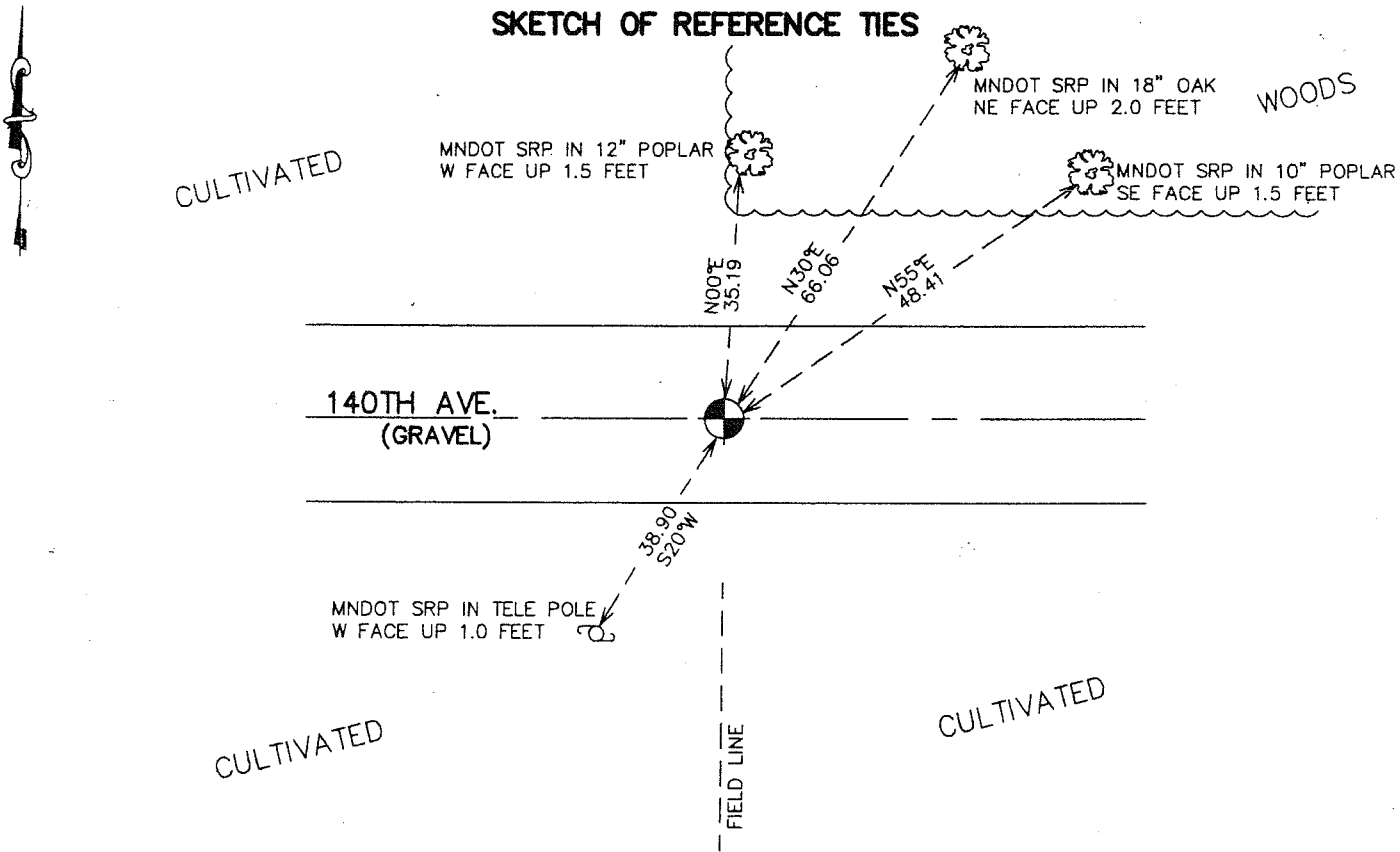 SKETCH OF REFERENCE TIES
MNDOT SRP IN 18" OAK
NE FACE UP 2.0 FEET
WOODS
MNDOT SRP IN 12" POPLAR
W FACE UP 1.5 FEET
CULTIVATED
MNDOT SRP IN 10" POPLAR
SE FACE UP 1.5 FEET
N00°E
35.19
N30°E
66.06
N55°E
48.41
140TH AVE.
(GRAVEL)
38.90
S20°W
MNDOT SRP IN TELE POLE
W FACE UP 1.0 FEET
CULTIVATED
FIELD LINE
CULTIVATED